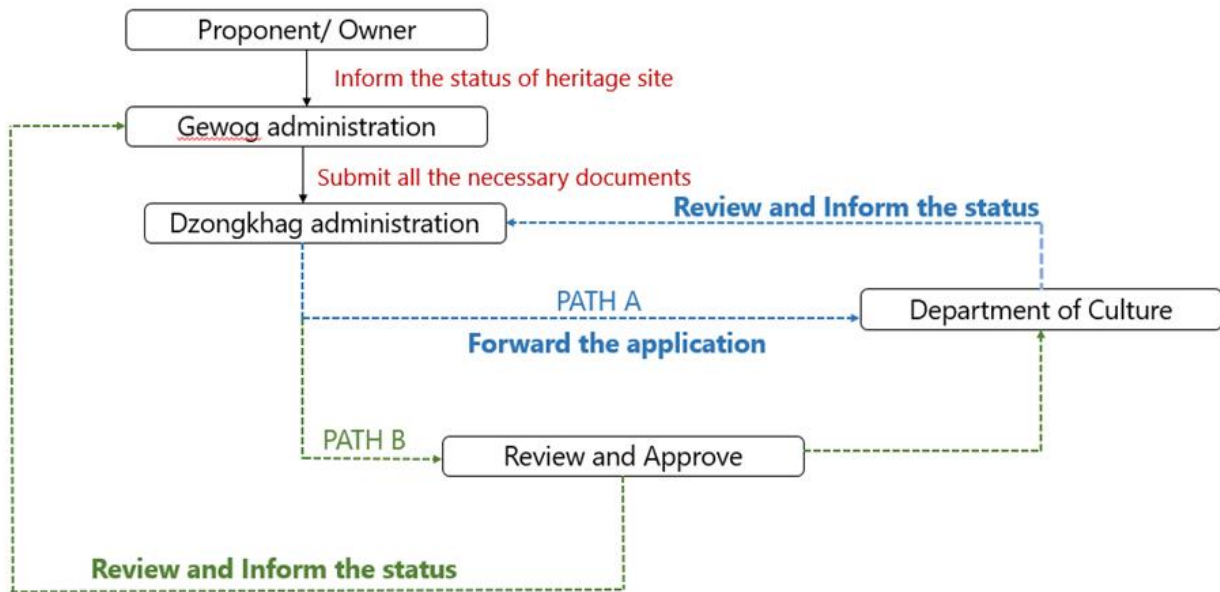 Proponent/ Owner
Inform the status of heritage site
Gewog administration
Submit all the necessary documents
Dzongkhag administration
Review and Inform the status
PATH A
Department of Culture
Forward the application
PATH B
Review and Approve
Review and Inform the status